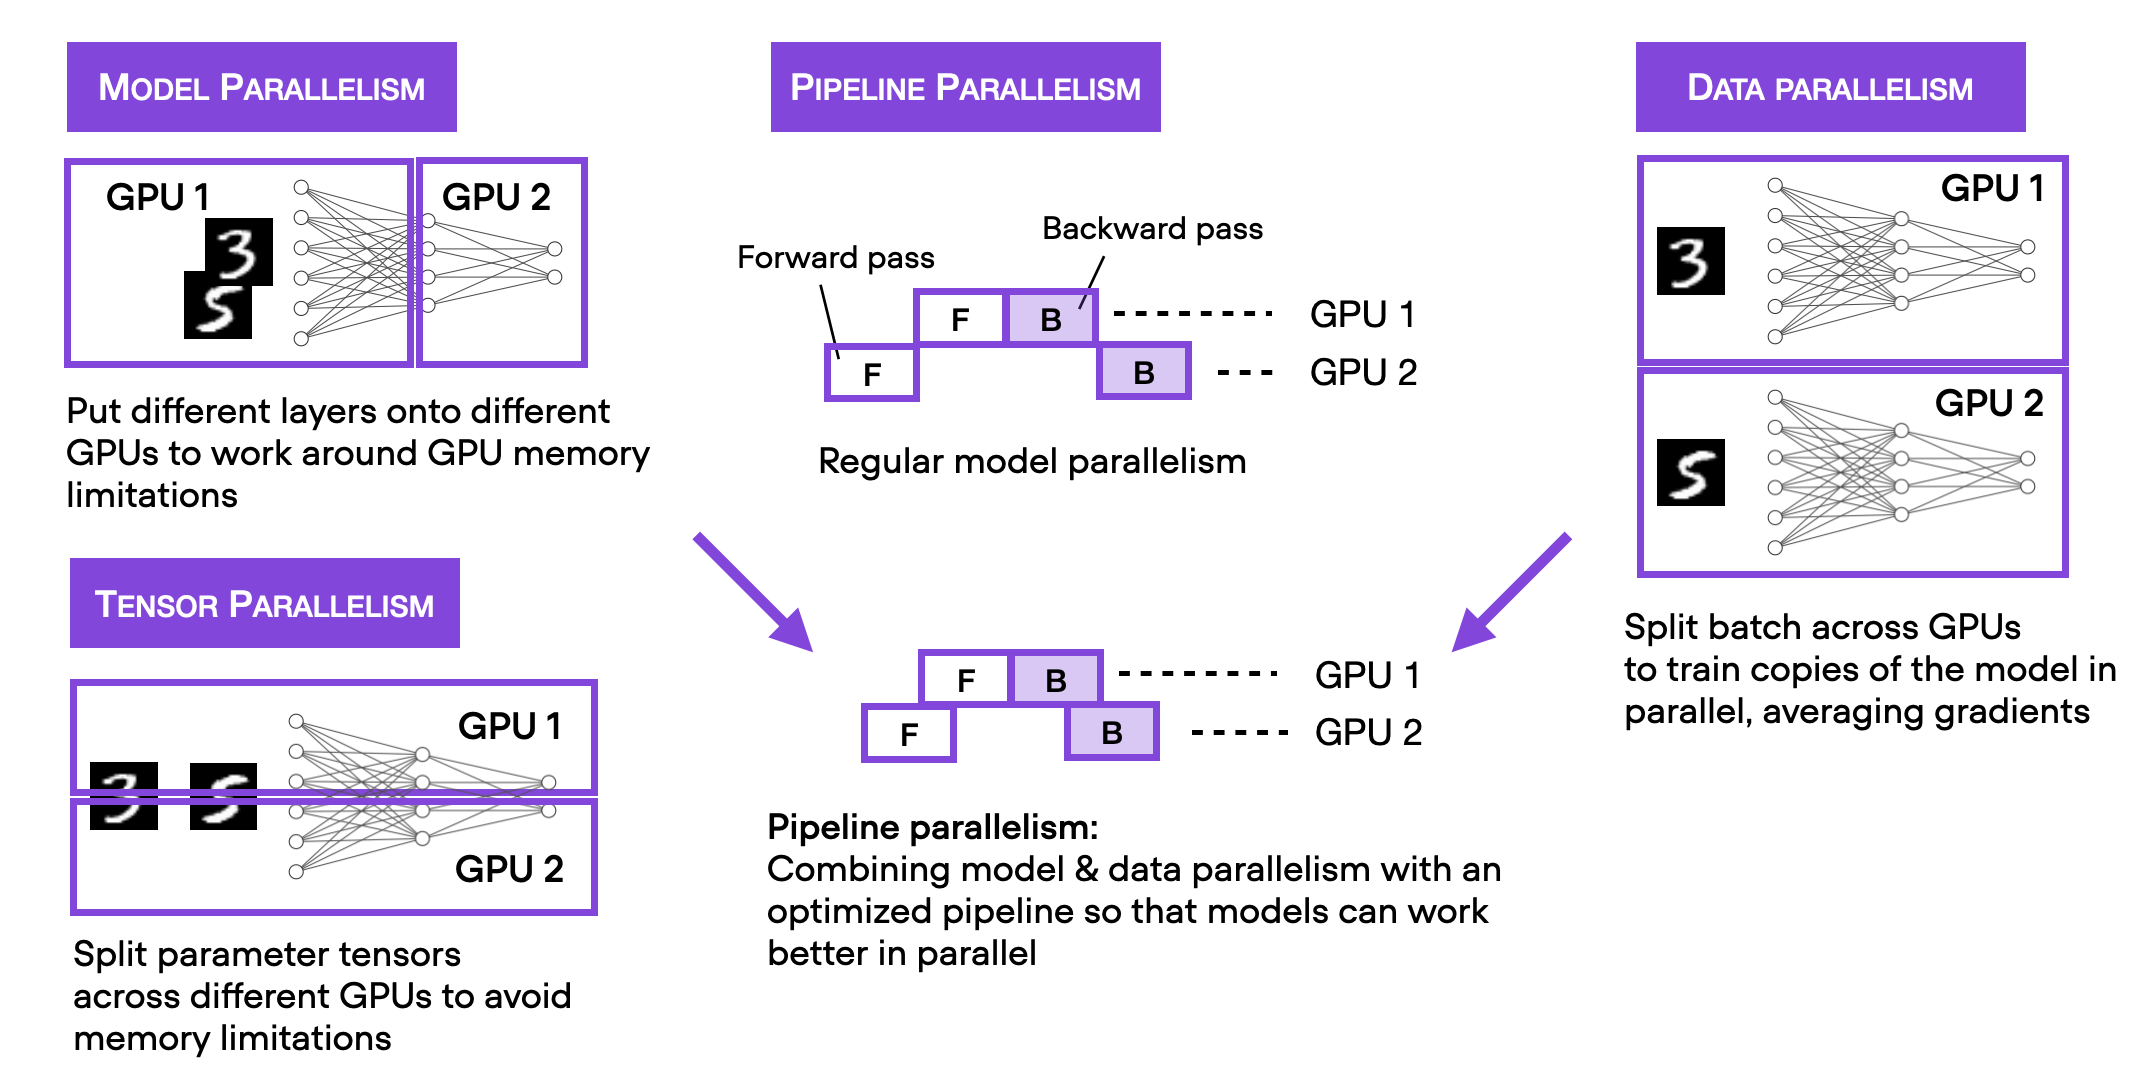 MODEL PARALLELISM
GPU 1
GPU 2
3
5
Put different layers onto different
GPUs to work around GPU memory
limitations
TENSOR PARALLELISM
GPU 1
3 5
GPU 2
Split parameter tensors
across different GPUs to avoid
memory limitations
PIPELINE PARALLELISM
Backward pass
Forward pass
F B GPU 1
F B GPU 2
Regular model parallelism
F B GPU 1
F B GPU 2
Pipeline parallelism:
Combining model & data parallelism with an
optimized pipeline so that models can work
better in parallel
DATA PARALLELISM
GPU 1
3
GPU 2
5
Split batch across GPUs
to train copies of the model in
parallel, averaging gradients